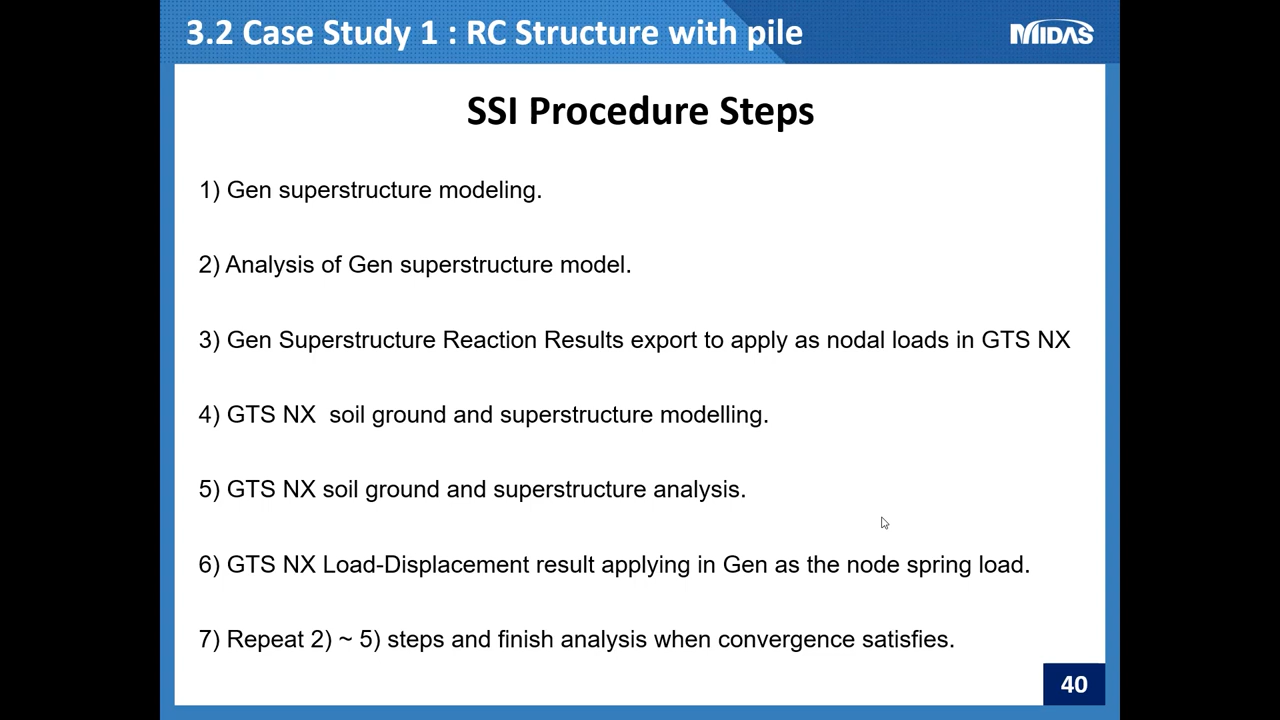 3.2 Case Study 1 : RC Structure with pile
MIDAS
SSI Procedure Steps
1) Gen superstructure modeling.
2) Analysis of Gen superstructure model.
3) Gen Superstructure Reaction Results export to apply as nodal loads in GTS NX
4) GTS NX  soil ground and superstructure modelling.
5) GTS NX soil ground and superstructure analysis.
6) GTS NX Load-Displacement result applying in Gen as the node spring load.
7) Repeat 2) ~ 5) steps and finish analysis when convergence satisfies.
40